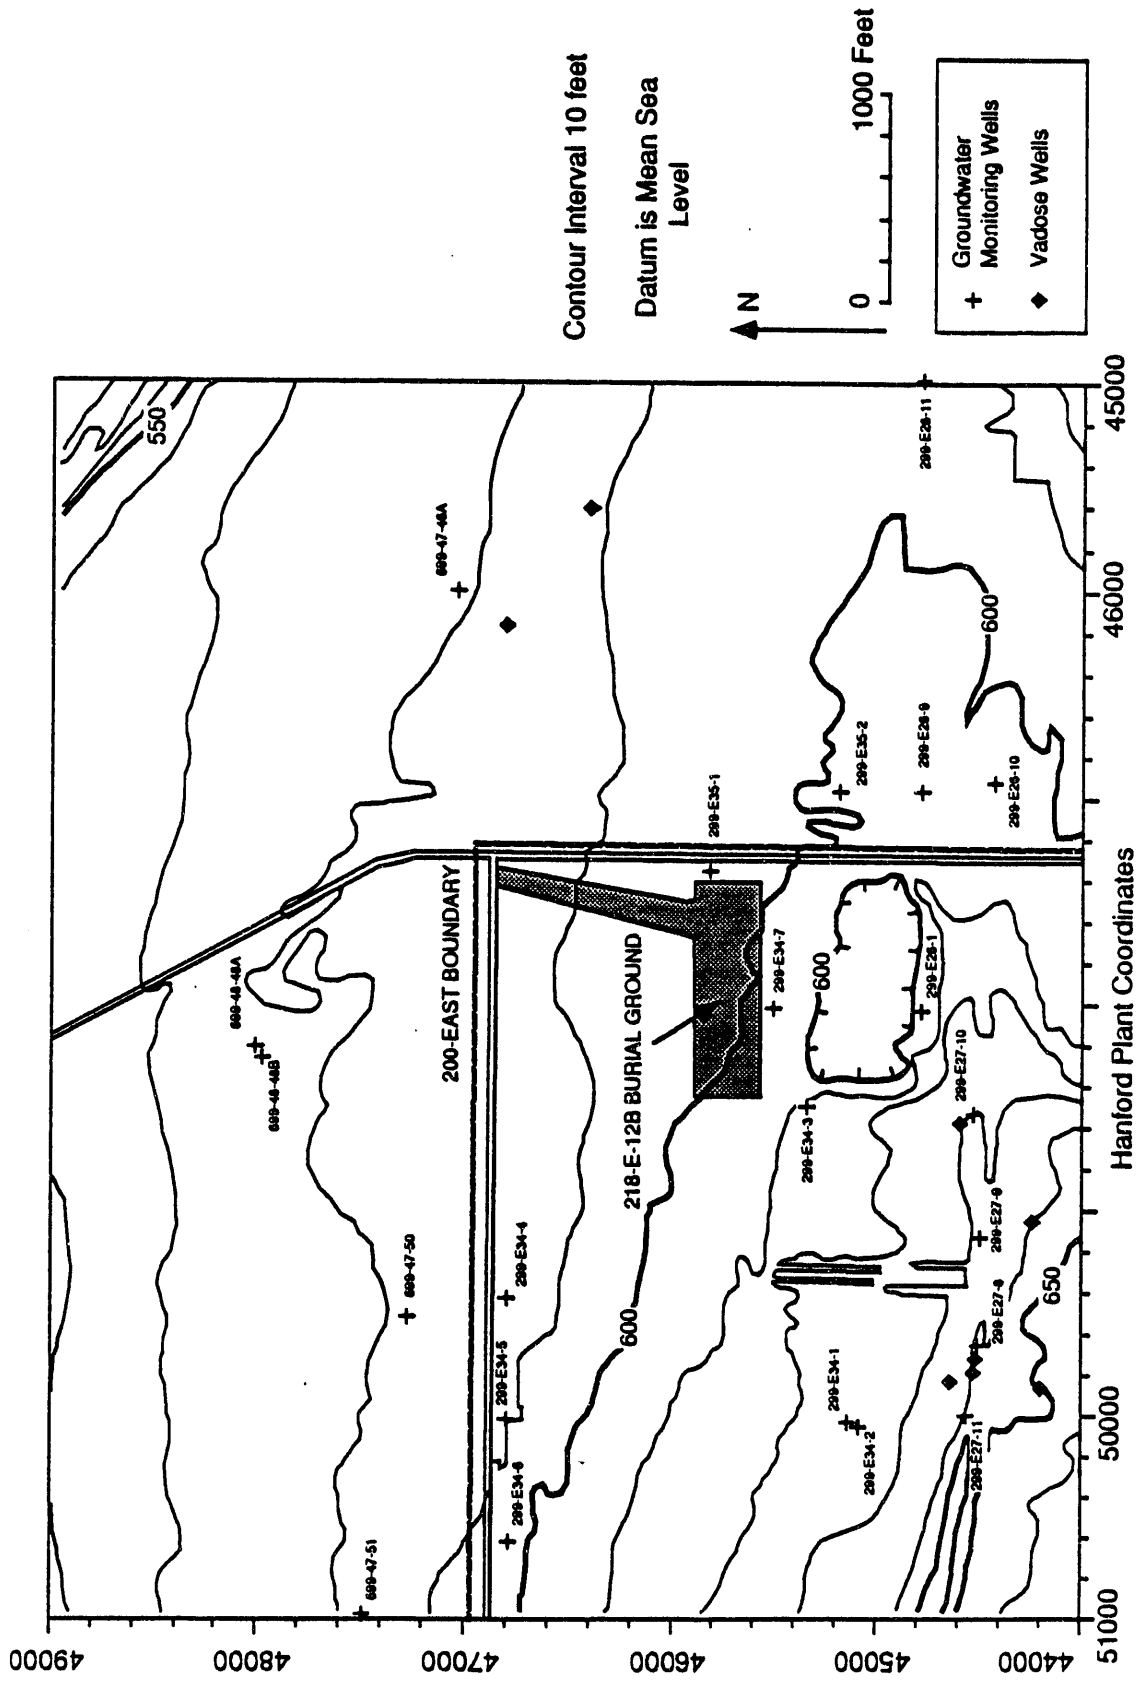 Contour Interval 10 feet
Datum is Mean Sea
Level
N
0
1000 Feet
+ Groundwater
Monitoring Wells
◆ Vadose Wells
550
699-47-46A
200-EAST BOUNDARY
218-E-12B BURIAL GROUND
299-E35-1
299-E35-2
299-E26-9
299-E26-10
299-E26-11
600
600
600
650
299-E34-7
299-E26-1
299-E27-10
299-E34-3
299-E27-9
299-E27-8
299-E27-11
299-E34-1
299-E34-2
299-E34-4
299-E34-5
299-E34-6
699-48-48A
699-48-48B
699-47-50
699-47-51
49000
48000
47000
46000
45000
44000
51000
50000
46000
45000
Hanford Plant Coordinates